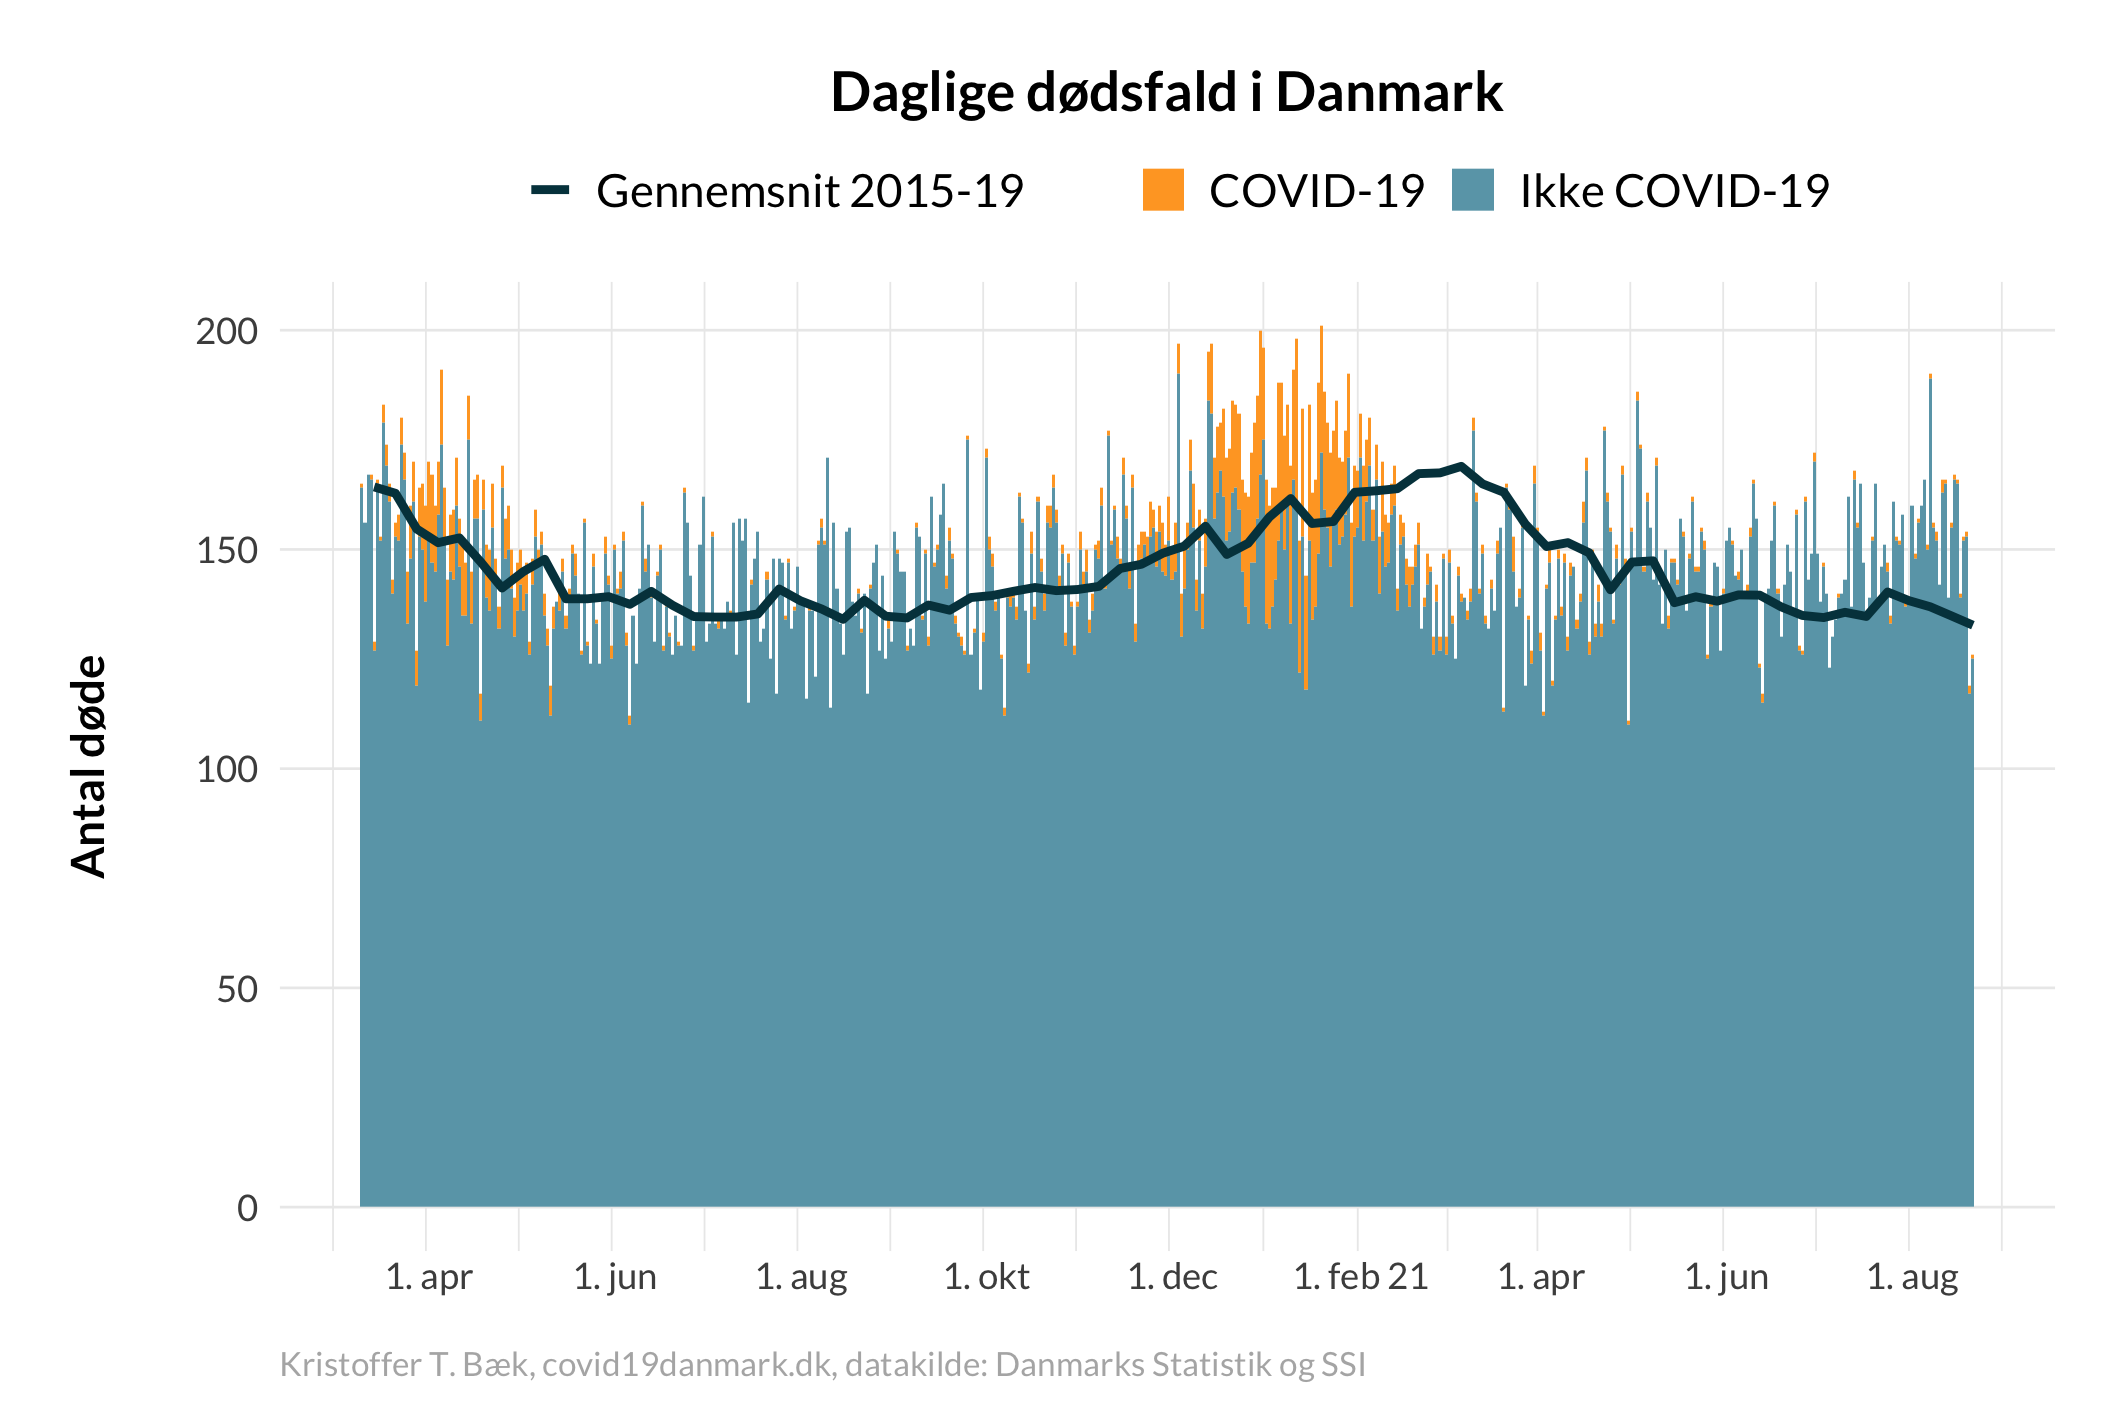 Daglige dødsfald i Danmark
Gennemsnit 2015-19 COVID-19 Ikke COVID-19
Antal døde
200
150
100
50
0
1. apr 1. jun 1. aug 1. okt 1. dec 1. feb 21 1. apr 1. jun 1. aug
Kristoffer T. Bæk, covid19danmark.dk, datakilde: Danmarks Statistik og SSI